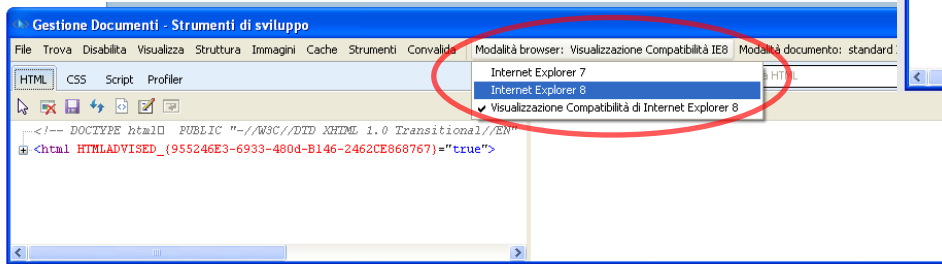 Gestione Documenti - Strumenti di sviluppo
File Trova Disabilita Visualizza Struttura Immagini Cache Strumenti Convalida Modalità browser: Visualizzazione Compatibilità IE8 Modalità documento: standard
HTML CSS Script Profiler
HTML
Internet Explorer 7
Internet Explorer 8
Visualizzazione Compatibilità di Internet Explorer 8
<!-- DOCTYPE html□ PUBLIC "-//W3C//DTD XHTML 1.0 Transitional//EN"
<html HTMLADVISED_{955246E3-6933-480d-B146-2462CE868767}="true">